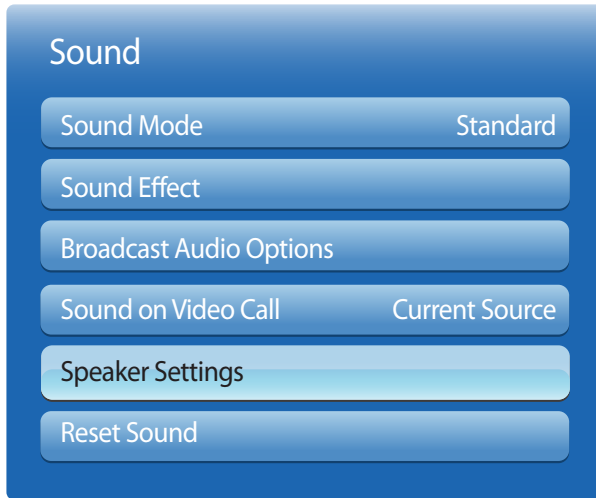 Sound
Sound Mode Standard
Sound Effect
Broadcast Audio Options
Sound on Video Call Current Source
Speaker Settings
Reset Sound